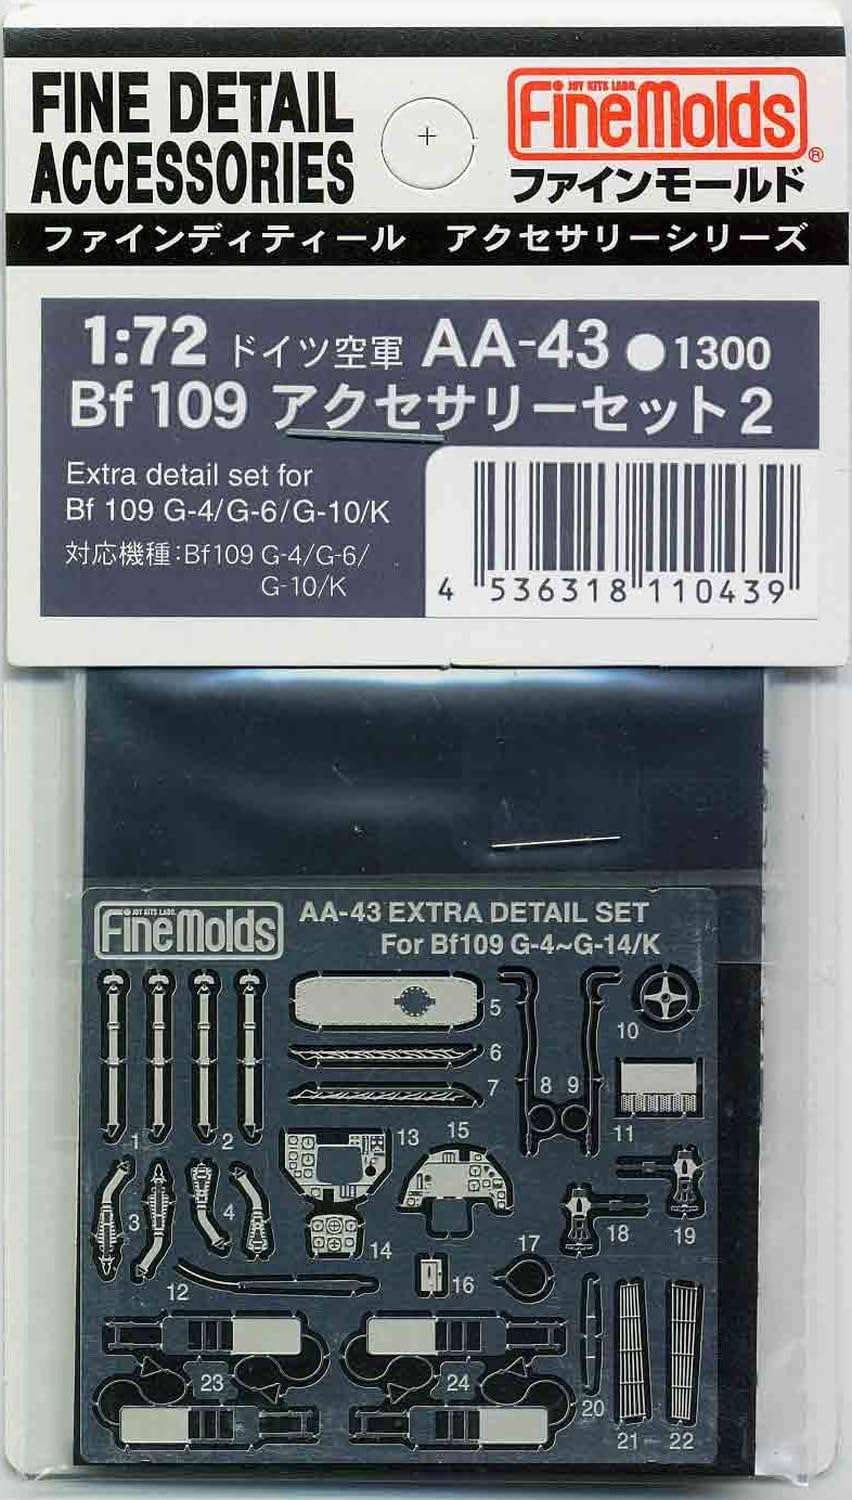 FINE DETAIL
ACCESSORIES
JOY KITS LABO.
FineMolds®
ファインモールド
ファインディティール アクセサリーシリーズ
1:72 ドイツ空軍 AA-43 ●1300
Bf 109 アクセサリーセット2
Extra detail set for
Bf 109 G-4/G-6/G-10/K
対応機種:Bf109 G-4/G-6/
G-10/K
4 536318 110439
JOY KITS LABO.
FineMolds
AA-43 EXTRA DETAIL SET
For Bf109 G-4~G-14/K
5
10
6
7
8 9
11
1
2
13
15
3
4
14
18
19
17
12
16
23
24
20
21
22